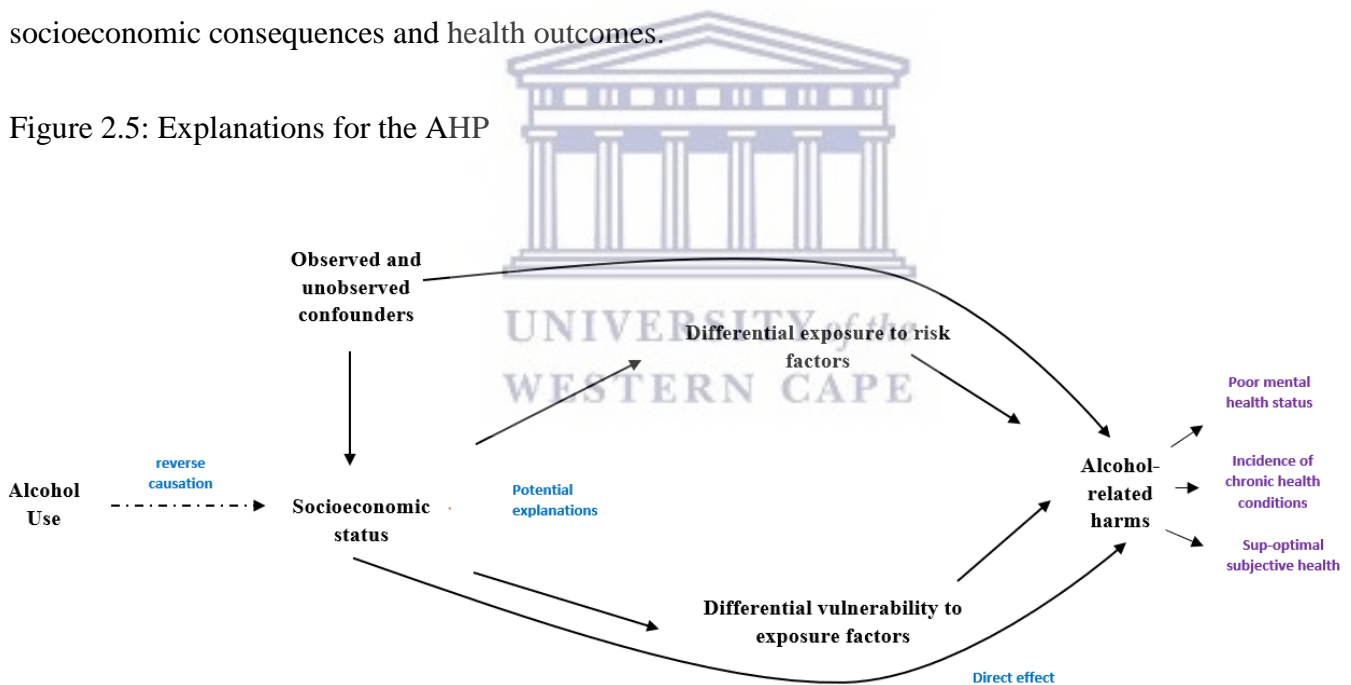 socioeconomic consequences and health outcomes.
Figure 2.5: Explanations for the AHP
UNIVERSITY of the
WESTERN CAPE
Observed and
unobserved
confounders
Differential exposure to risk
factors
Poor mental
health status
reverse
causation
Alcohol
Use
Socioeconomic
status
Potential
explanations
Alcohol-
related
harms
Incidence of
chronic health
conditions
Sup-optimal
subjective health
Differential vulnerability to
exposure factors
Direct effect